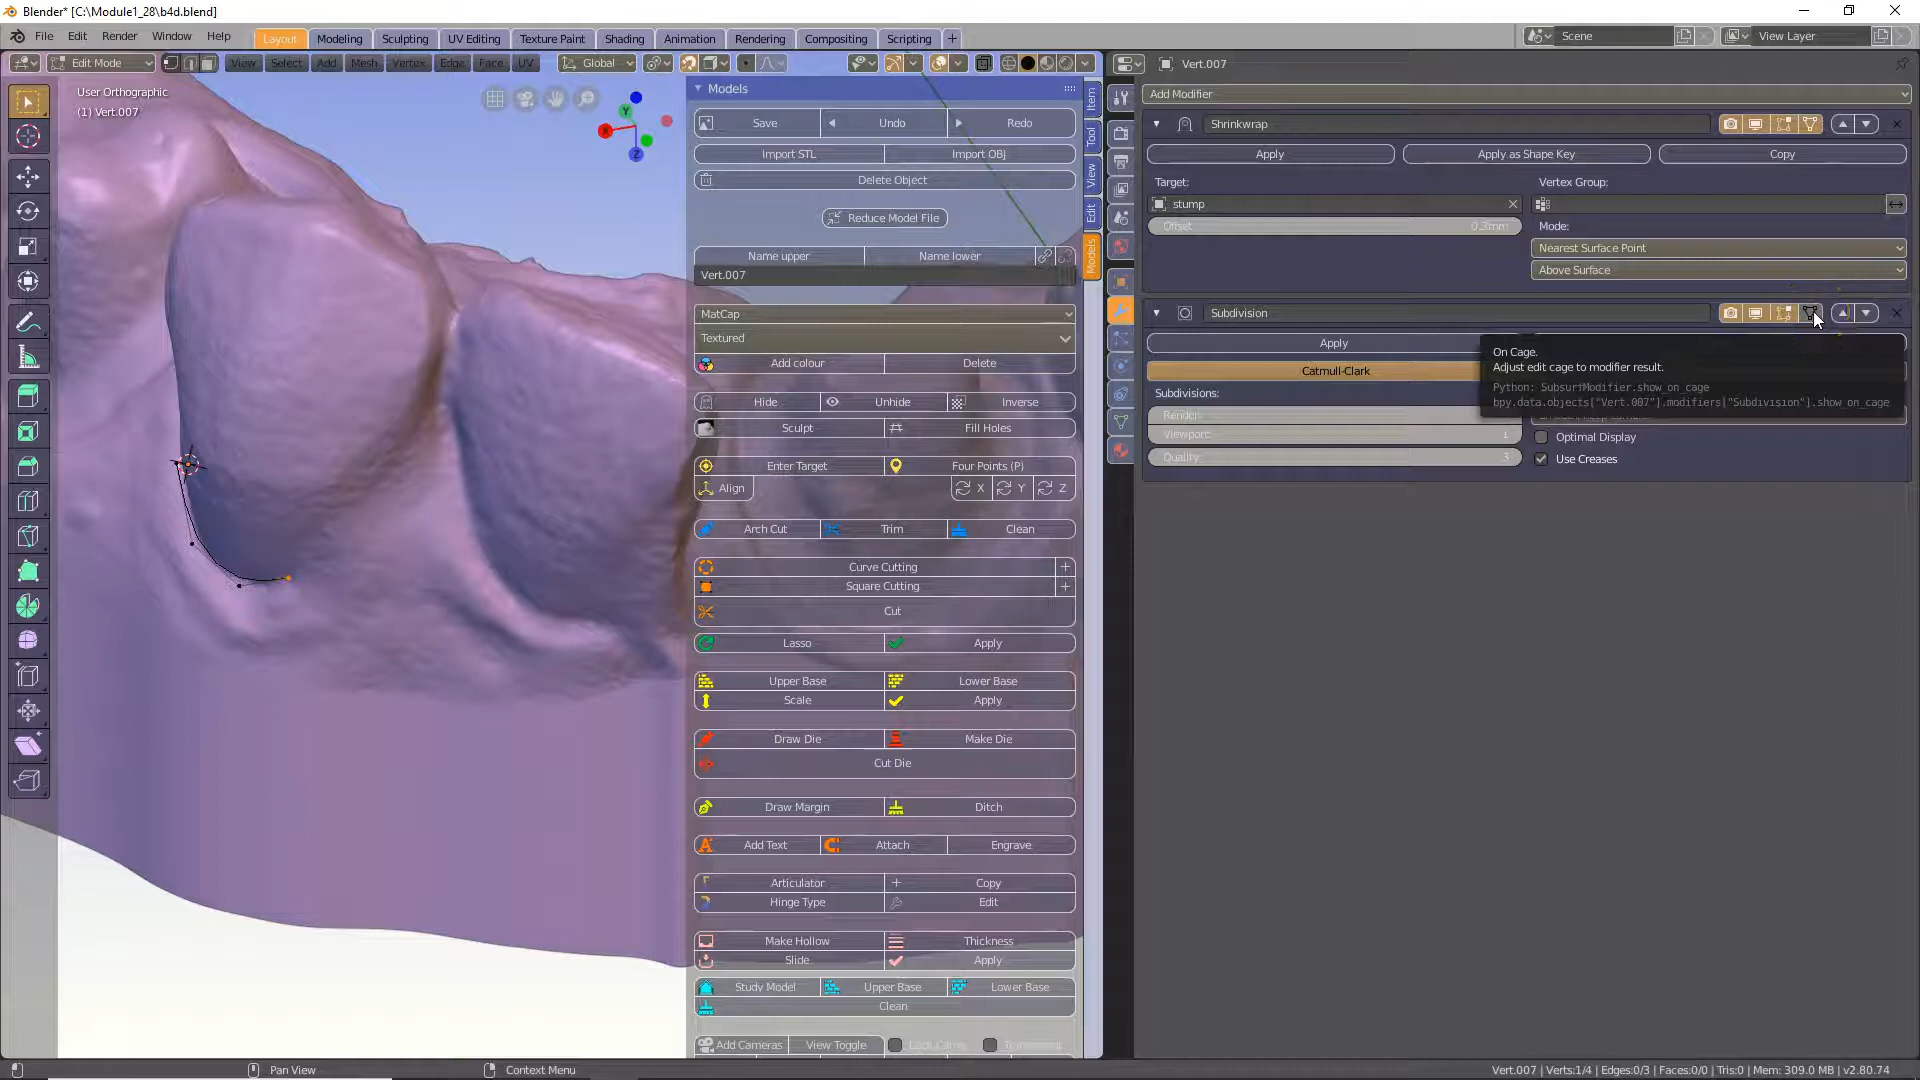 Blender* [C:\Module1_28\b4d.blend]
File Edit Render Window Help
Layout Modeling Sculpting UV Editing Texture Paint Shading Animation Rendering Compositing Scripting +
Scene View Layer
Edit Mode View Select Add Mesh Vertex Edge Face UV Global
User Orthographic
(1) Vert.007
X Y Z
Models
Save Undo Redo
Import STL Import OBJ
Delete Object
Reduce Model File
Name upper Name lower
Vert.007
MatCap
Textured
Add colour Delete
Hide Unhide Inverse
Sculpt Fill Holes
Enter Target Four Points (P)
Align X Y Z
Arch Cut Trim Clean
Curve Cutting +
Square Cutting +
Cut
Lasso Apply
Upper Base Lower Base
Scale Apply
Draw Die Make Die
Cut Die
Draw Margin Ditch
Add Text Attach Engrave
Articulator Copy
Hinge Type Edit
Make Hollow Thickness
Slide Apply
Study Model Upper Base Lower Base
Clean
Add Cameras View Toggle
Item
Tool
View
Edit
Models
Vert.007
Add Modifier
Shrinkwrap
Apply Apply as Shape Key Copy
Target: Vertex Group:
stump
Offset 0.3mm Mode:
Nearest Surface Point
Above Surface
Subdivision
Apply
Catmull-Clark
Subdivisions:
Render:
Viewport: 1
Quality: 3
On Cage.
Adjust edit cage to modifier result.
Python: SubsurfModifier.show_on_cage
bpy.data.objects["Vert.007"].modifiers["Subdivision"].show_on_cage
Optimal Display
Use Creases
Pan View Context Menu
Vert.007 | Verts:1/4 | Edges:0/3 | Faces:0/0 | Tris:0 | Mem: 309.0 MB | v2.80.74